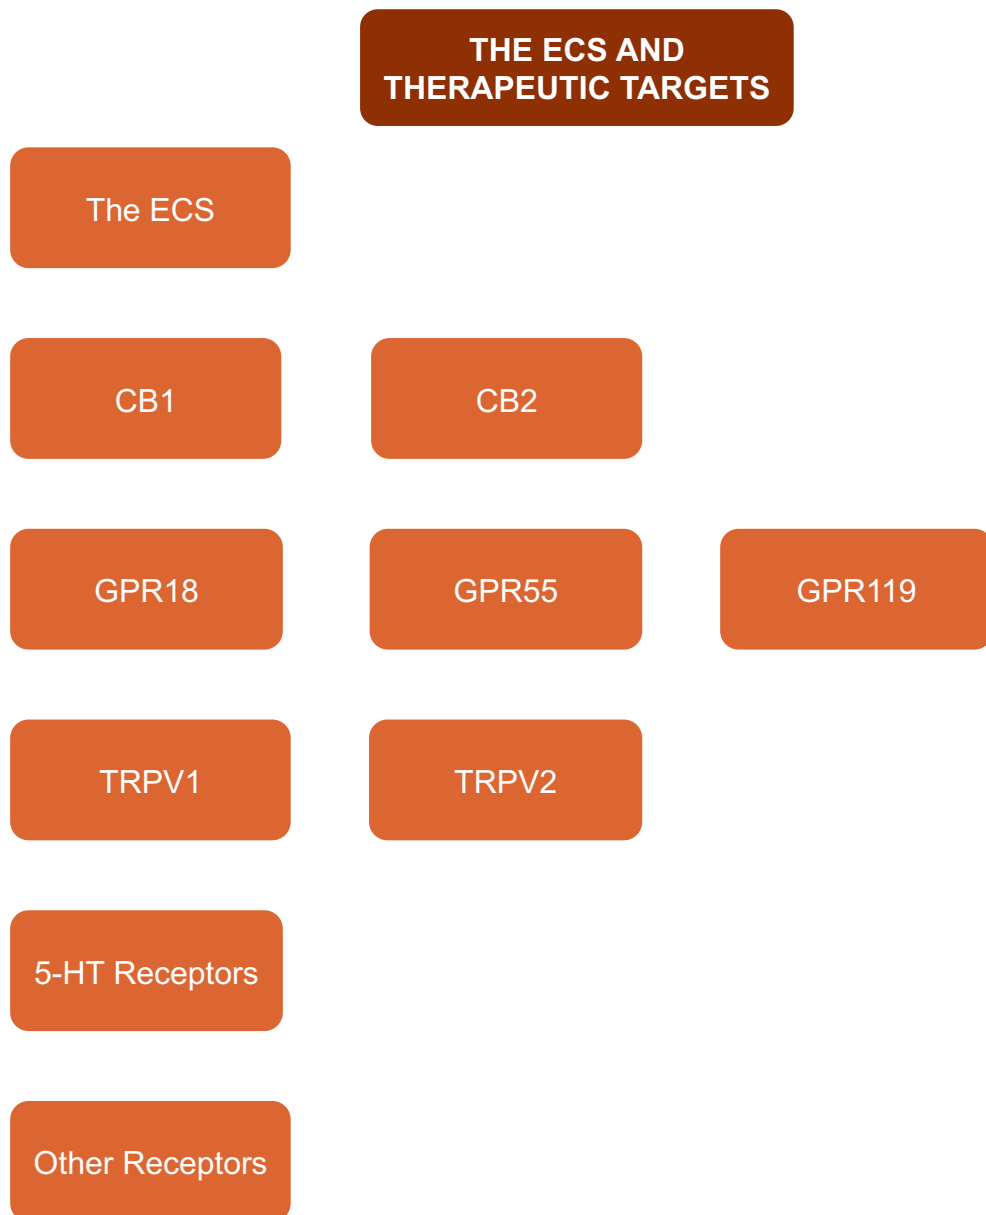 THE ECS AND
THERAPEUTIC TARGETS
The ECS
CB1
CB2
GPR18
GPR55
GPR119
TRPV1
TRPV2
5-HT Receptors
Other Receptors